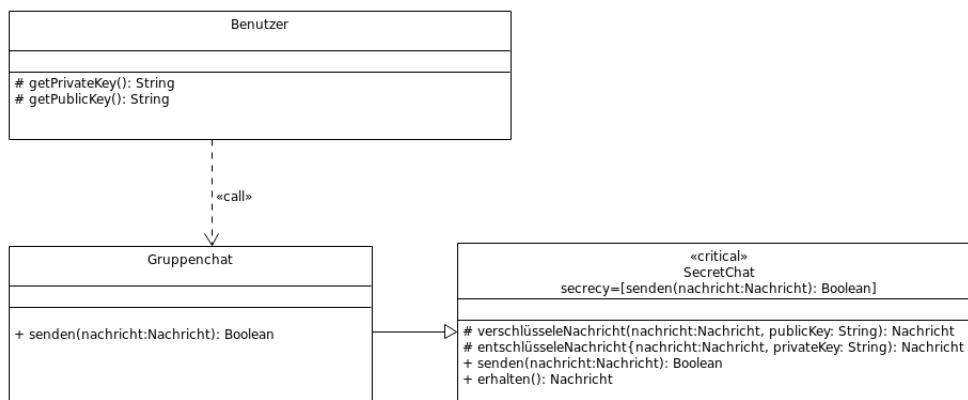 Benutzer
# getPrivateKey(): String
# getPublicKey(): String
«call»
Gruppenchat
+ senden(nachricht:Nachricht): Boolean
«critical»
SecretChat
secrecy=[senden(nachricht:Nachricht): Boolean]
# verschlüsseleNachricht(nachricht:Nachricht, publicKey: String): Nachricht
# entschlüsseleNachricht{nachricht:Nachricht, privateKey: String): Nachricht
+ senden(nachricht:Nachricht): Boolean
+ erhalten(): Nachricht